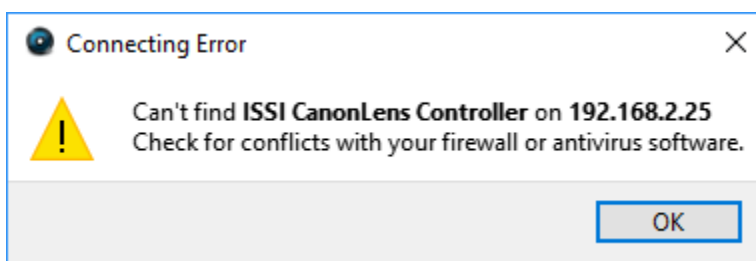 Connecting Error
Can't find ISSI CanonLens Controller on 192.168.2.25
Check for conflicts with your firewall or antivirus software.
OK